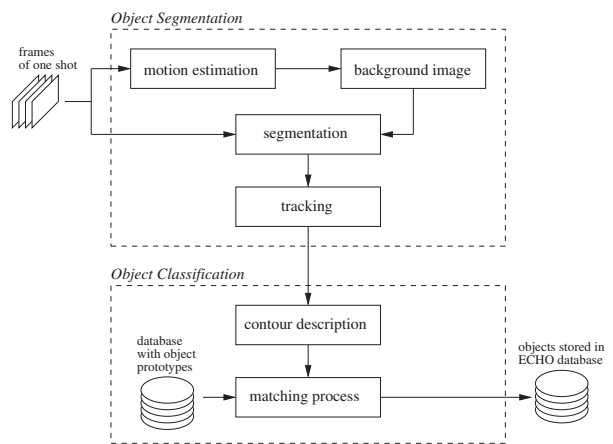 Object Segmentation
frames
of one shot
motion estimation
background image
segmentation
tracking
Object Classification
contour description
database
with object
prototypes
matching process
objects stored in
ECHO database